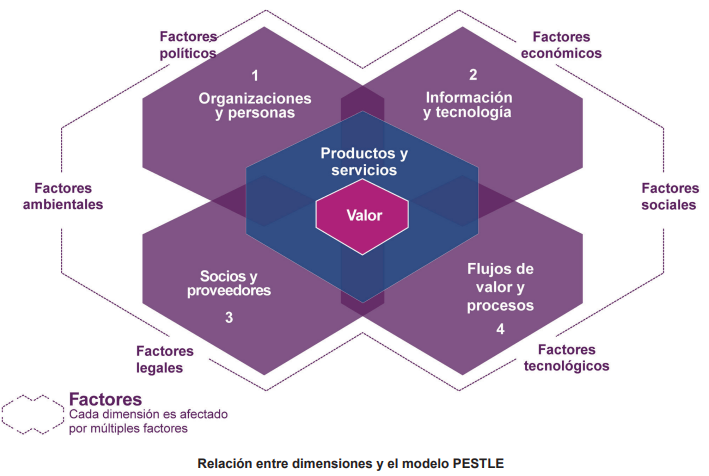 Factores
políticos
Factores
económicos
1
Organizaciones
y personas
2
Información
y tecnología
Productos y
servicios
Valor
Factores
ambientales
Factores
sociales
Socios y
proveedores
3
Flujos de
valor y
procesos
4
Factores
legales
Factores
tecnológicos
Factores
Cada dimensión es afectado
por múltiples factores
Relación entre dimensiones y el modelo PESTLE